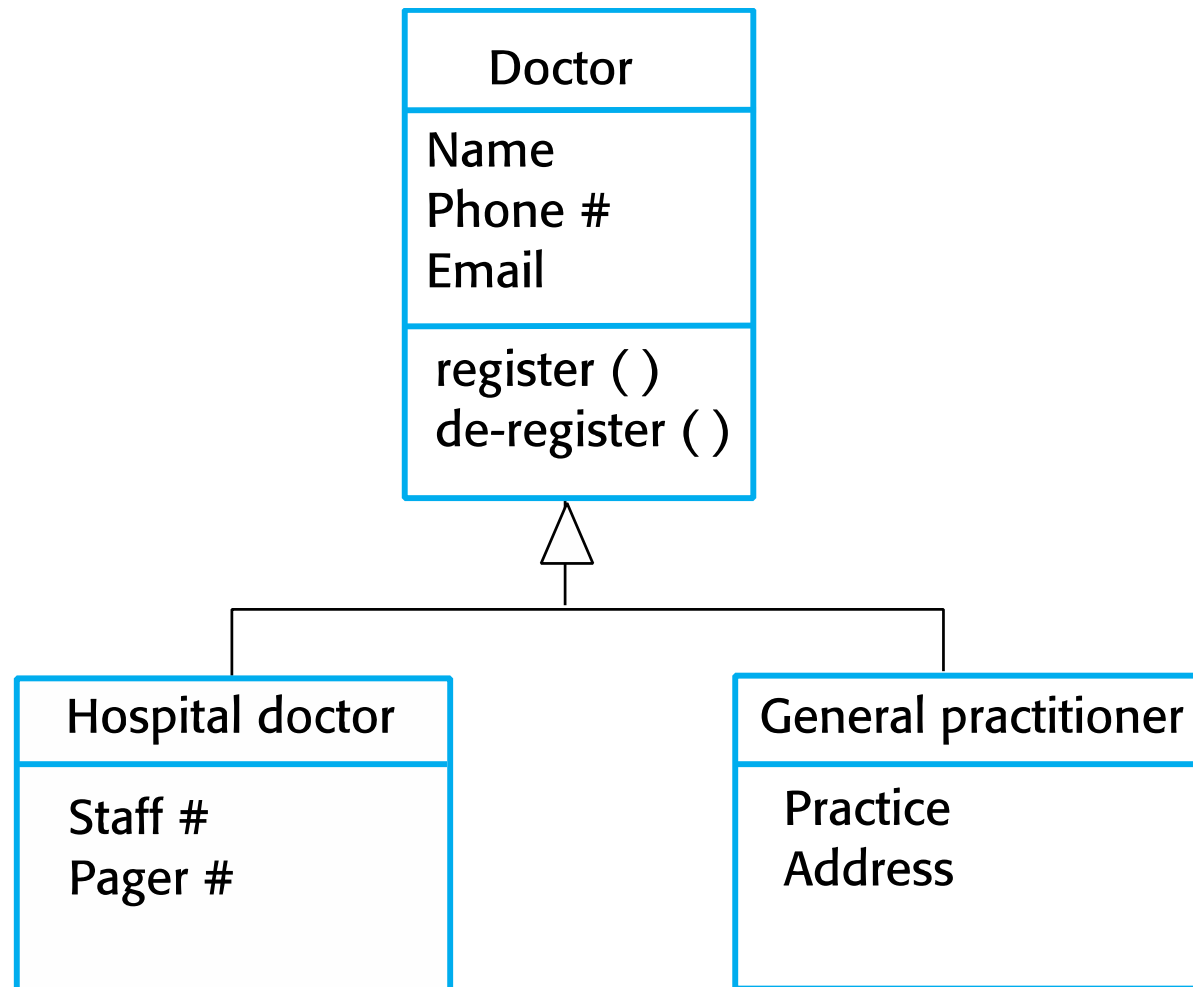 Doctor
Name
Phone #
Email
register ( )
de-register ( )
Hospital doctor
Staff #
Pager #
General practitioner
Practice
Address